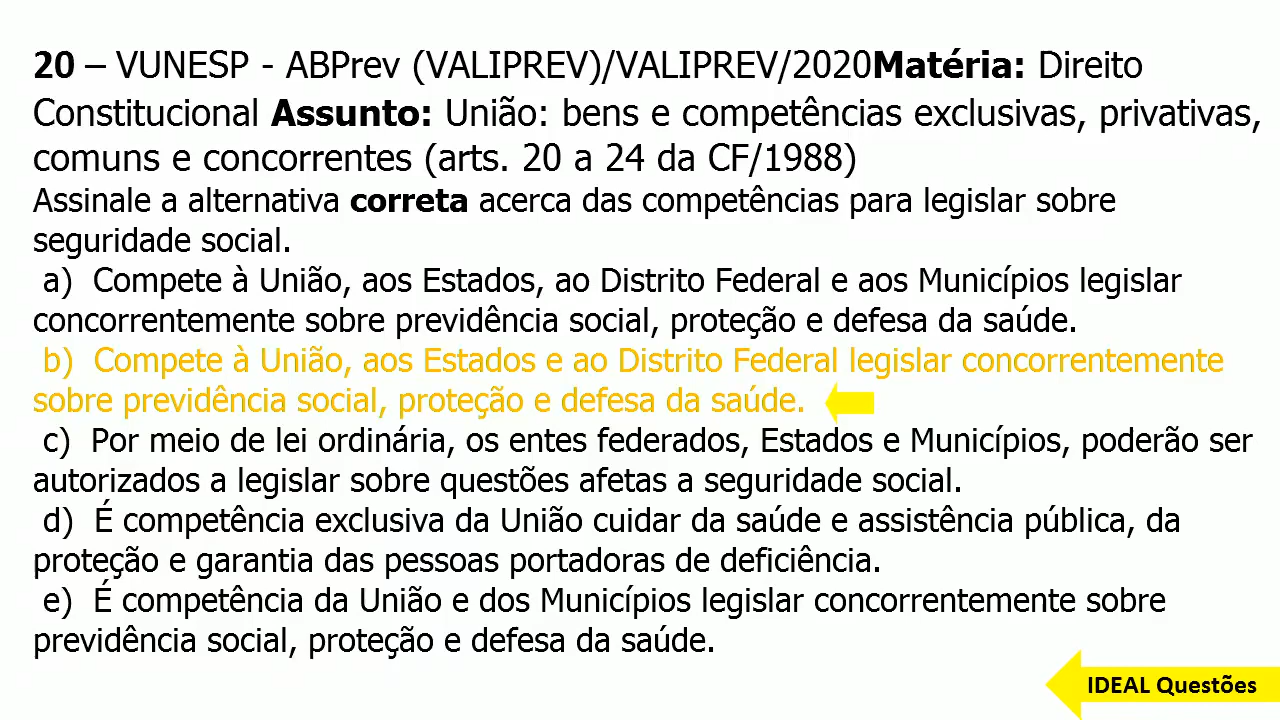 20 – VUNESP - ABPrev (VALIPREV)/VALIPREV/2020Matéria: Direito
Constitucional Assunto: União: bens e competências exclusivas, privativas,
comuns e concorrentes (arts. 20 a 24 da CF/1988)
Assinale a alternativa correta acerca das competências para legislar sobre
seguridade social.
a) Compete à União, aos Estados, ao Distrito Federal e aos Municípios legislar
concorrentemente sobre previdência social, proteção e defesa da saúde.
b) Compete à União, aos Estados e ao Distrito Federal legislar concorrentemente
sobre previdência social, proteção e defesa da saúde.
c) Por meio de lei ordinária, os entes federados, Estados e Municípios, poderão ser
autorizados a legislar sobre questões afetas a seguridade social.
d) É competência exclusiva da União cuidar da saúde e assistência pública, da
proteção e garantia das pessoas portadoras de deficiência.
e) É competência da União e dos Municípios legislar concorrentemente sobre
previdência social, proteção e defesa da saúde.
IDEAL Questões